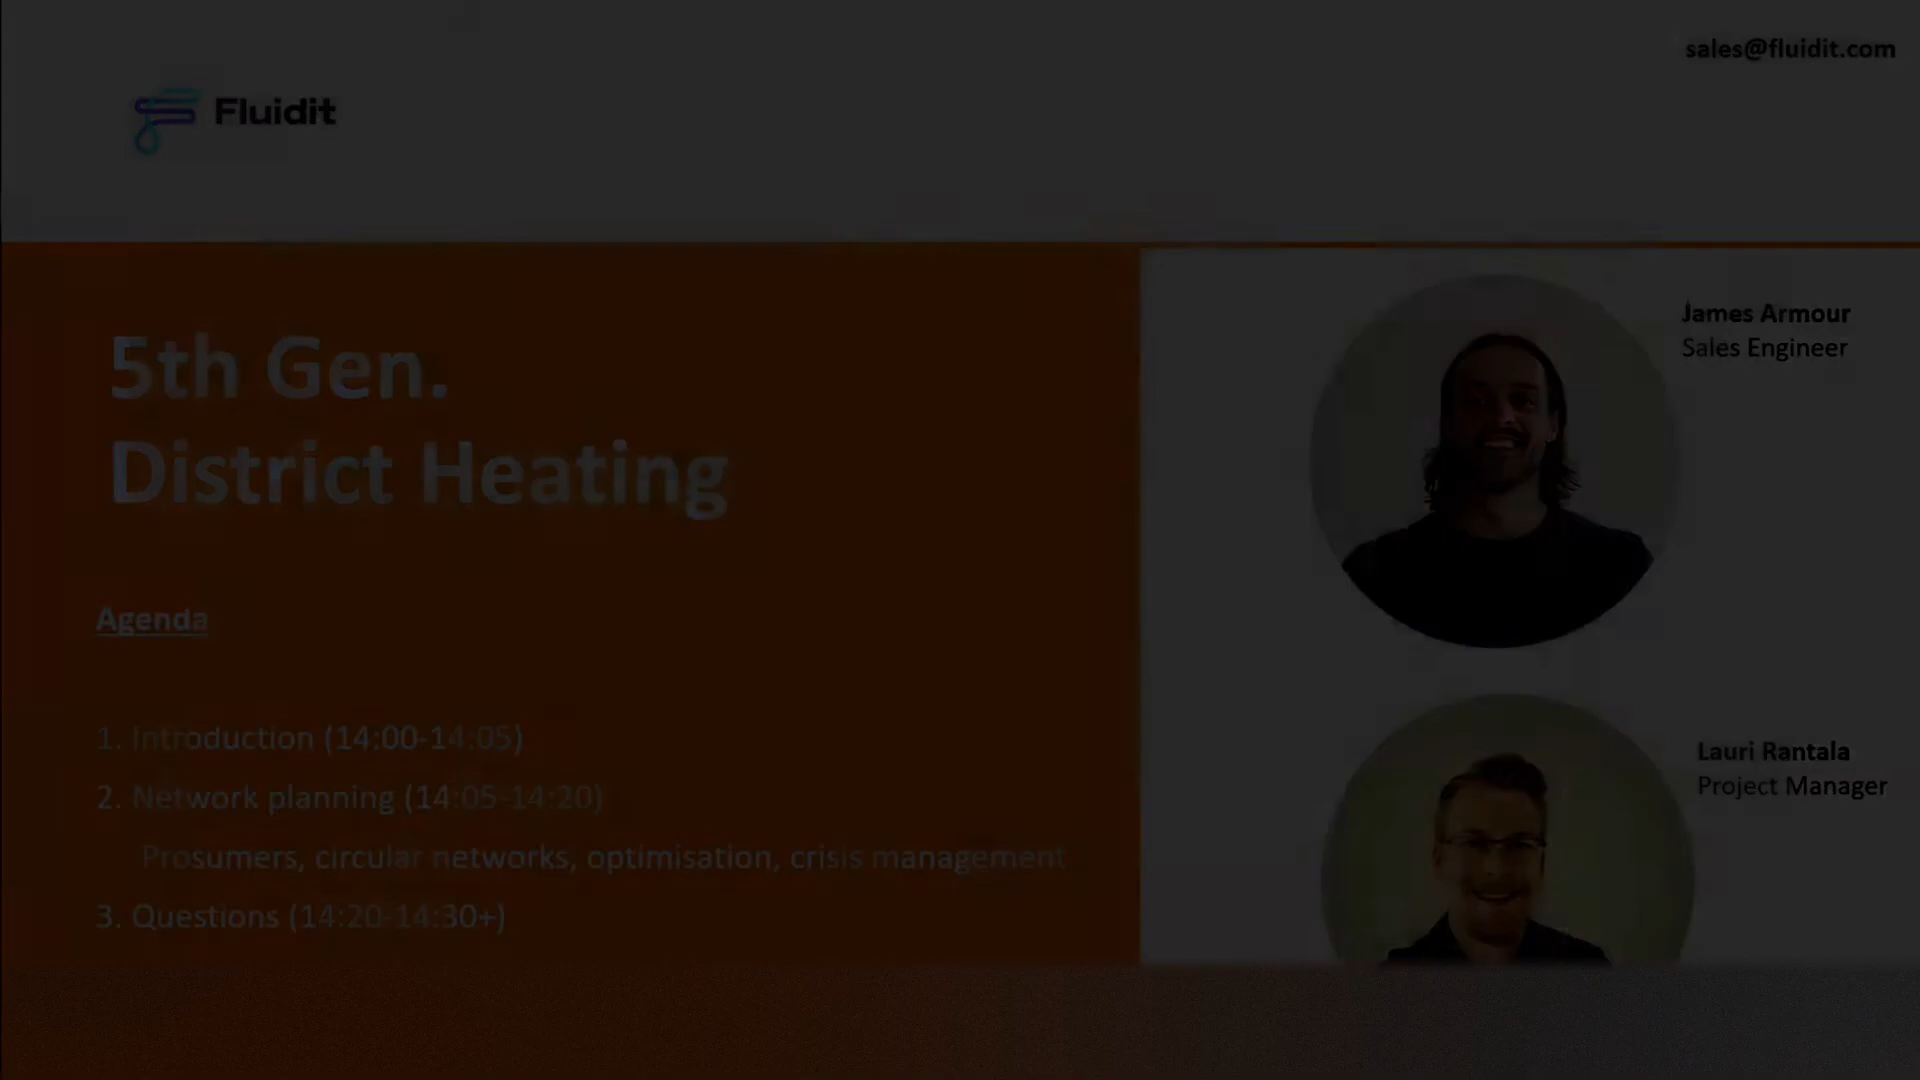 sales@fluidit.com
Fluidit
5th Gen.
District Heating
Agenda
1. Introduction (14:00-14:05)
2. Network planning (14:05-14:20)
Prosumers, circular networks, optimisation, crisis management
3. Questions (14:20-14:30+)
James Armour
Sales Engineer
Lauri Rantala
Project Manager